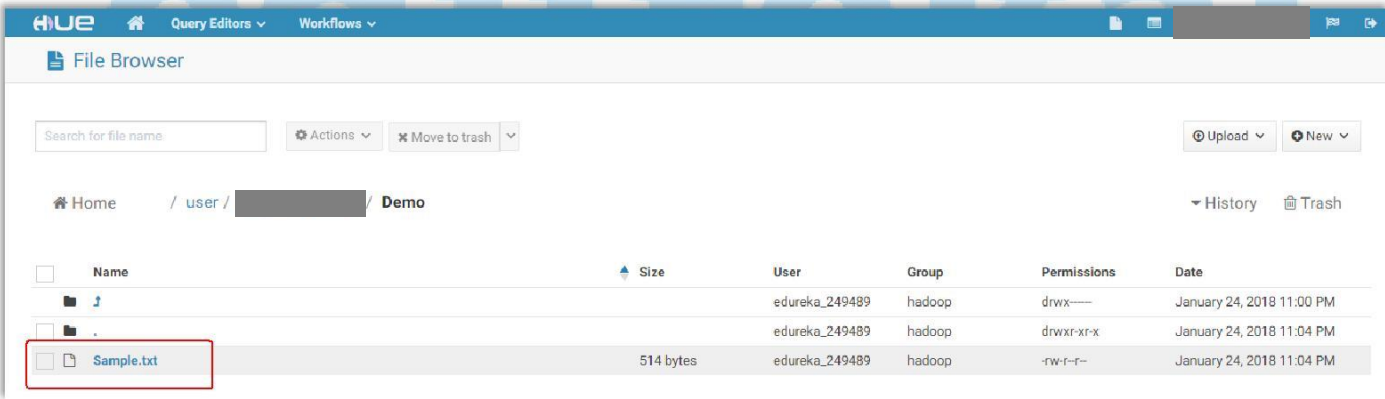 HUE Query Editors Workflows
File Browser
Search for file name Actions Move to trash Upload New
Home / user / / Demo History Trash
Name Size User Group Permissions Date
edureka_249489 hadoop drwx------ January 24, 2018 11:00 PM
. edureka_249489 hadoop drwxr-xr-x January 24, 2018 11:04 PM
Sample.txt 514 bytes edureka_249489 hadoop -rw-r--r-- January 24, 2018 11:04 PM